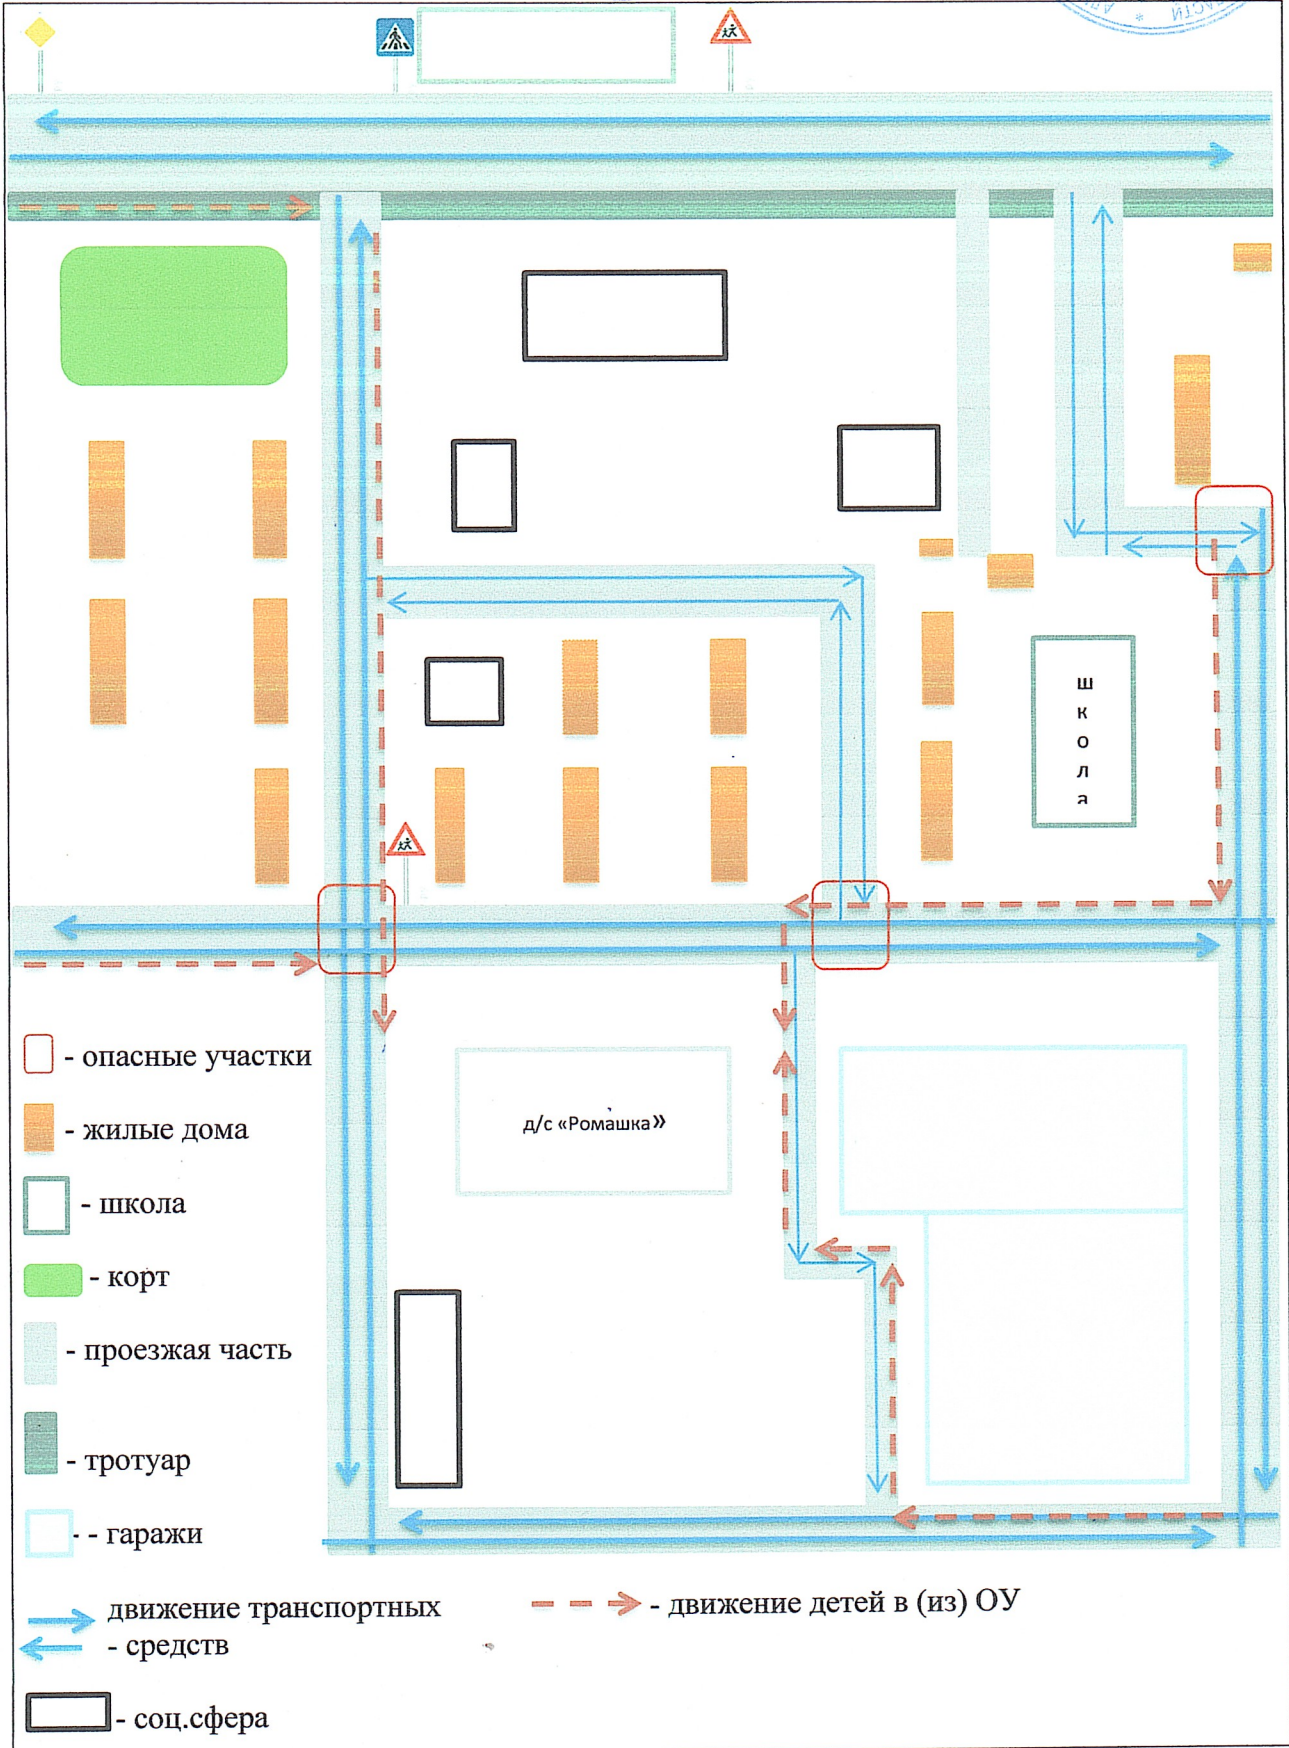 ш
к
о
л
а
д/с «Ромашка»
- опасные участки
- жилые дома
- школа
- корт
- проезжая часть
- тротуар
- - гаражи
движение транспортных
- средств
- движение детей в (из) ОУ
- соц.сфера